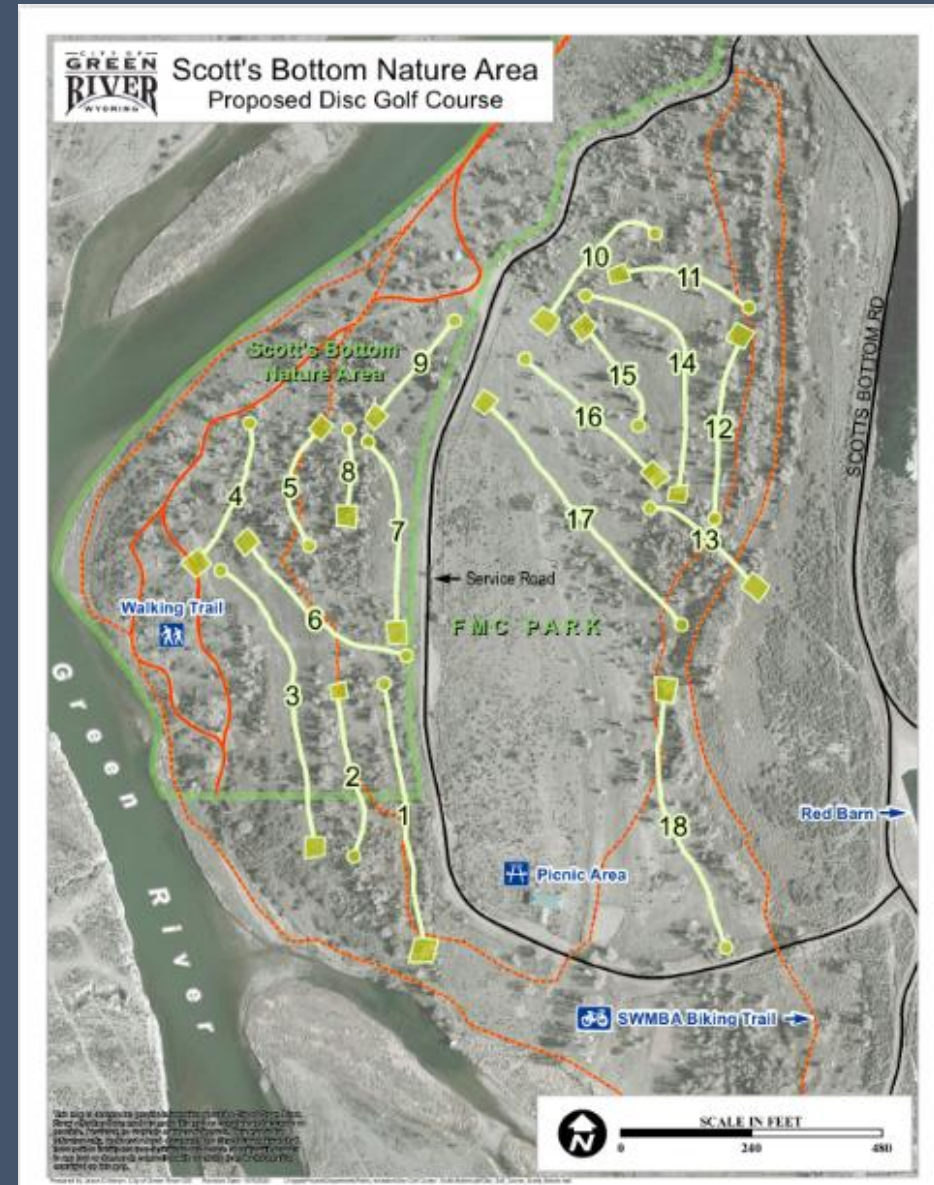 CITY OF
GREEN
RIVER
WYOMING
Scott's Bottom Nature Area
Proposed Disc Golf Course
10
11
Scott's Bottom
Nature Area
9
14
15
SCOTTS BOTTOM RD
16
12
8
4
5
17
7
13
Service Road
Walking Trail
6
FMC PARK
3
2
1
Green River
Red Barn
18
Picnic Area
SWMBA Biking Trail
N
SCALE IN FEET
0 240 480